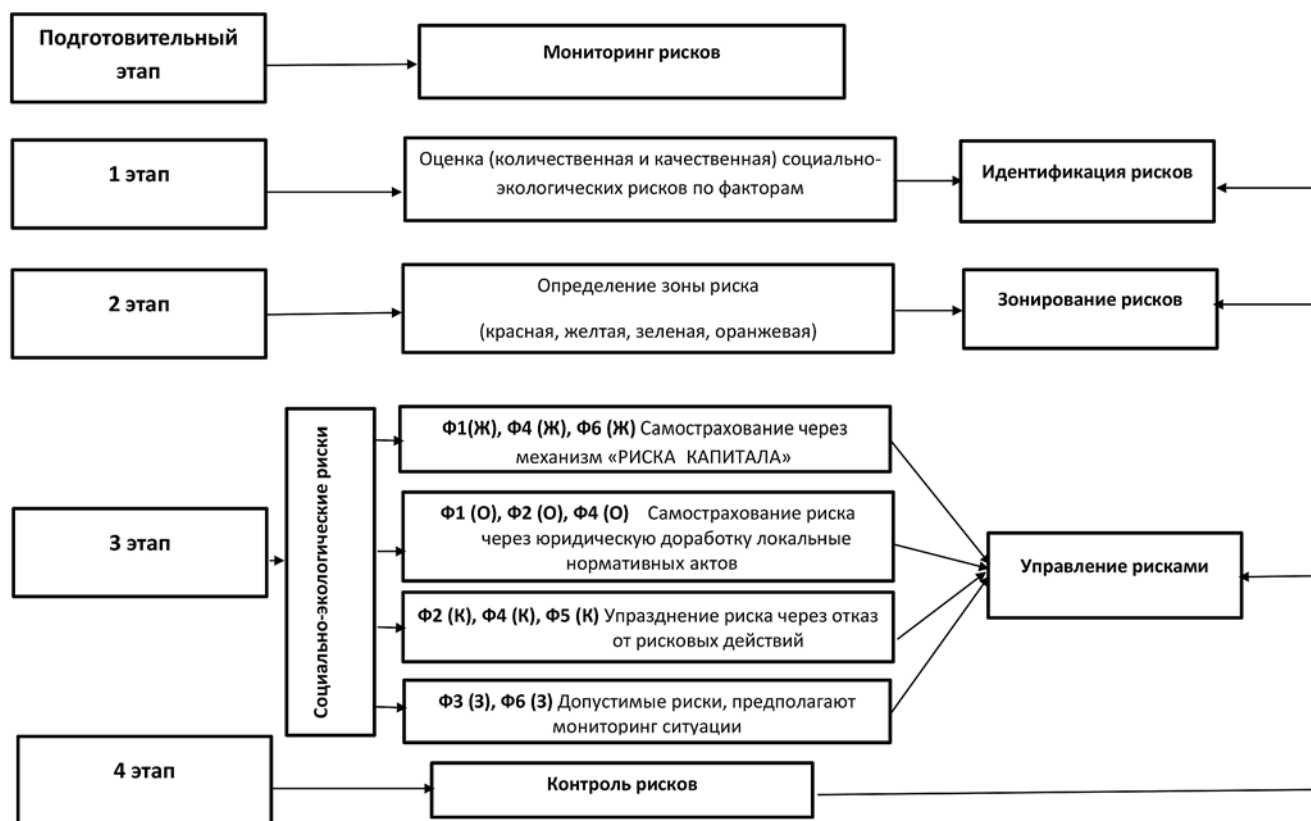 Подготовительный
этап
Мониторинг рисков
1 этап
Оценка (количественная и качественная) социально-
экологических рисков по факторам
Идентификация рисков
2 этап
Определение зоны риска
(красная, желтая, зеленая, оранжевая)
Зонирование рисков
3 этап
Социально-экологические риски
Ф1(Ж), Ф4 (Ж), Ф6 (Ж) Самострахование через
механизм «РИСКА КАПИТАЛА»
Ф1 (О), Ф2 (О), Ф4 (О) Самострахование риска
через юридическую доработку локальные
нормативных актов
Ф2 (К), Ф4 (К), Ф5 (К) Упразднение риска через отказ
от рисковых действий
Ф3 (З), Ф6 (З) Допустимые риски, предполагают
мониторинг ситуации
Управление рисками
4 этап
Контроль рисков